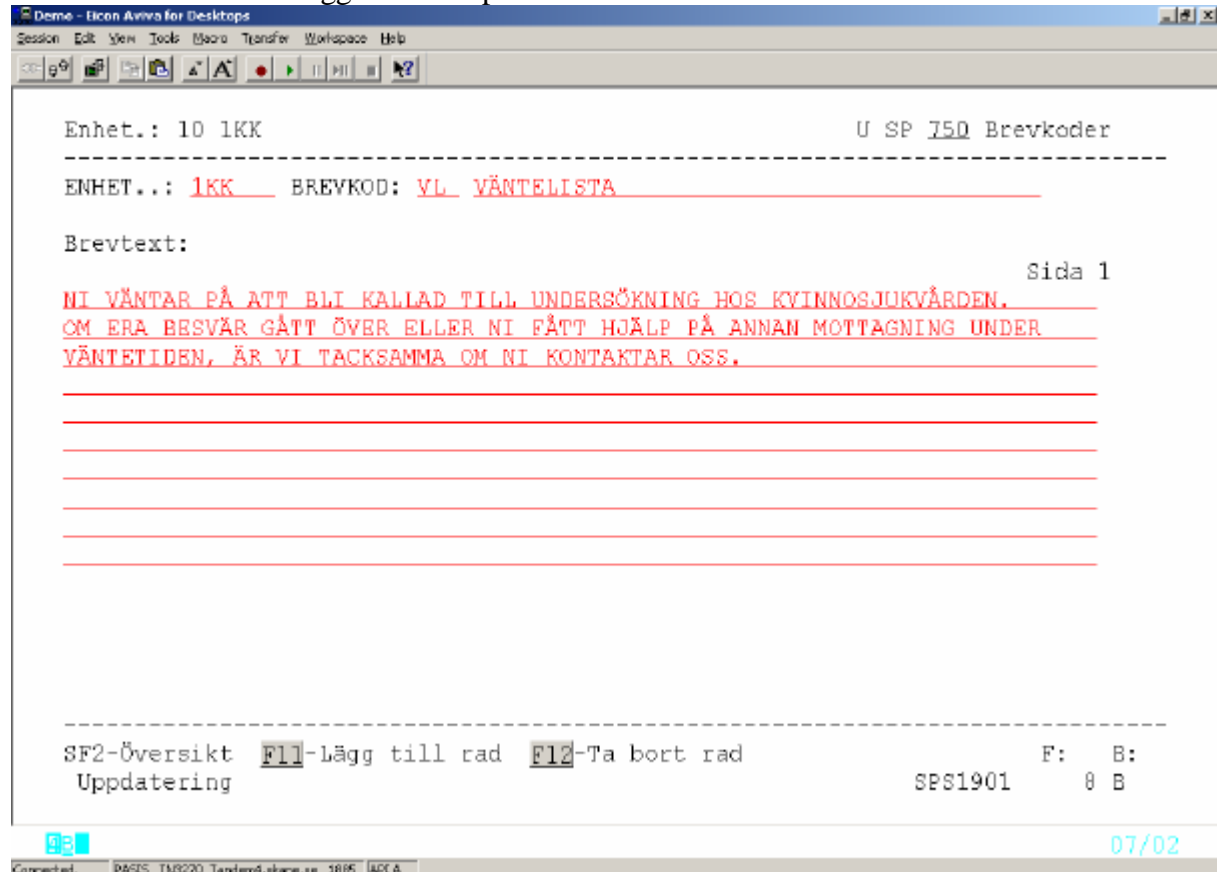 Demo - Eicon Aviva for Desktops
Session Edit View Tools Macro Transfer Workspace Help
Enhet.: 10 1KK U SP 750 Brevkoder
ENHET..: 1KK BREVKOD: VL VÄNTELISTA
Brevtext:
Sida 1
NI VÄNTAR PÅ ATT BLI KALLAD TILL UNDERSÖKNING HOS KVINNOSJUKVÅRDEN.
OM ERA BESVÄR GÅTT ÖVER ELLER NI FÅTT HJÄLP PÅ ANNAN MOTTAGNING UNDER
VÄNTETIDEN, ÄR VI TACKSAMMA OM NI KONTAKTAR OSS.
SF2-Översikt F11-Lägg till rad F12-Ta bort rad F: B:
Uppdatering SPS1901 8 B
07/02
Connected